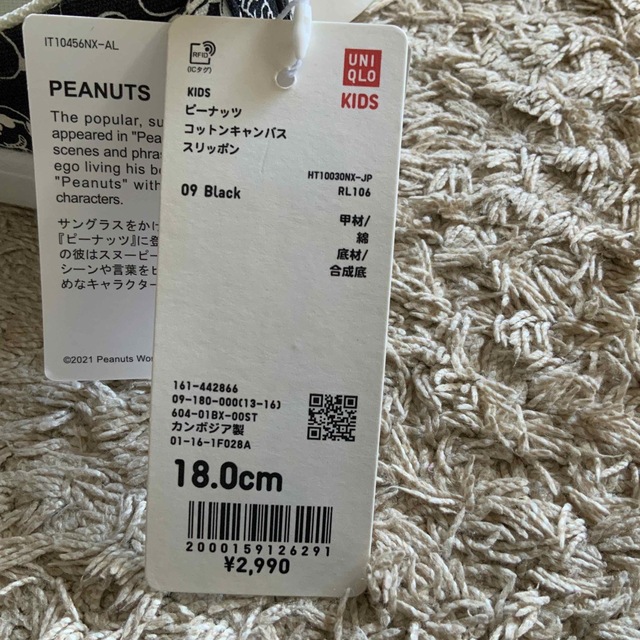 IT10456NX-AL
PEANUTS
The popular, su
appeared in "Pea
scenes and phras
ego living his be
"Peanuts" with
characters.
サングラスをかけ
『ピーナッツ』に登
の彼はスヌーピー
シーンや言葉をピ
めなキャラクター
©2021 Peanuts Wor
RFID
(ICタグ)
UNI
QLO
KIDS
KIDS
ピーナッツ
コットンキャンバス
スリッポン
HT10030NX-JP
09 Black RL106
甲材/
綿
底材/
合成底
161-442866
09-180-000(13-16)
604-01BX-00ST
カンボジア製
01-16-1F028A
18.0cm
2000159126291
¥2,990